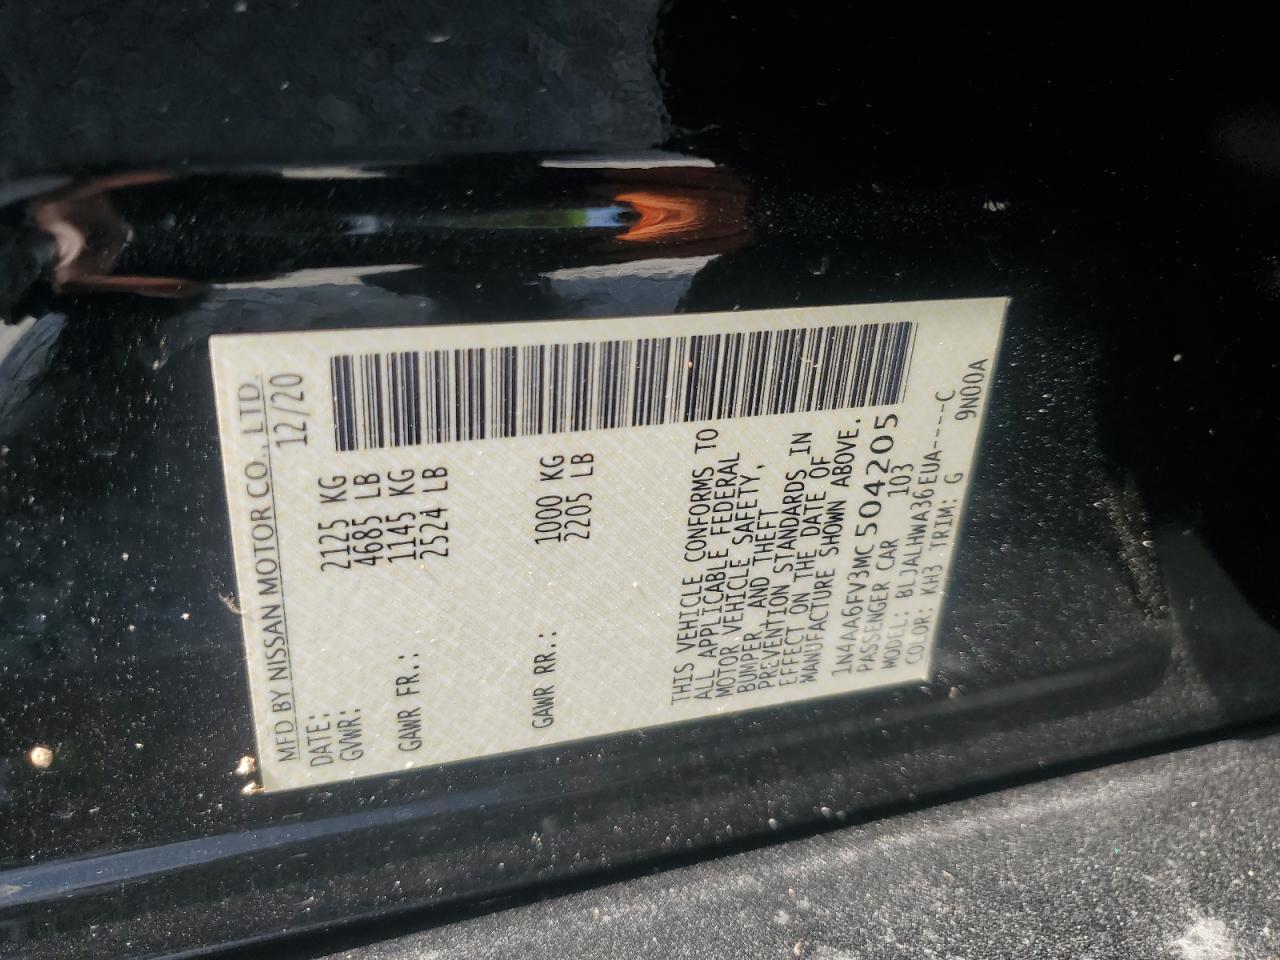 MFD BY NISSAN MOTOR CO., LTD.
DATE: 12/20
GVWR: 2125 KG
4685 LB
GAWR FR.: 1145 KG
2524 LB
GAWR RR.: 1000 KG
2205 LB
THIS VEHICLE CONFORMS TO
ALL APPLICABLE FEDERAL
MOTOR VEHICLE SAFETY,
BUMPER, AND THEFT
PREVENTION STANDARDS IN
EFFECT ON THE DATE OF
MANUFACTURE SHOWN ABOVE.
1N4AA6FV3MC504205
PASSENGER CAR 103
MODEL: BLJALHWA36EUA----C
COLOR: KH3 TRIM: G 9N00A